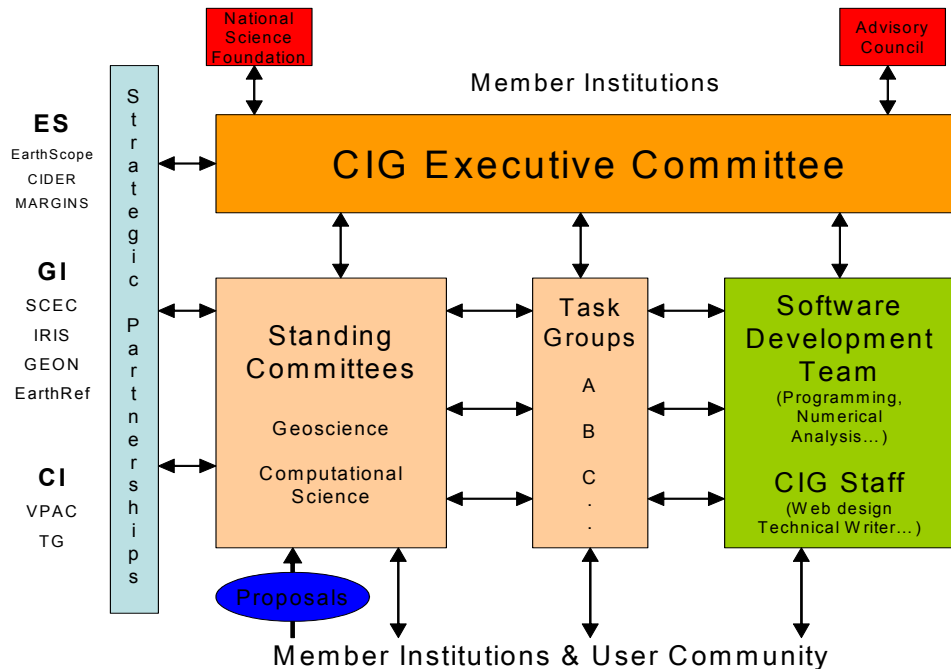 National
Science
Foundation
Advisory
Council
Member Institutions
CIG Executive Committee
Strategic Partnerships
ES
EarthScope
CIDER
MARGINS
GI
SCEC
IRIS
GEON
EarthRef
CI
VPAC
TG
Standing
Committees
Geoscience
Computational
Science
Task
Groups
A
B
C
.
.
Software
Development
Team
(Programming,
Numerical
Analysis…)
CIG Staff
(Web design
Technical Writer…)
Proposals
Member Institutions & User Community